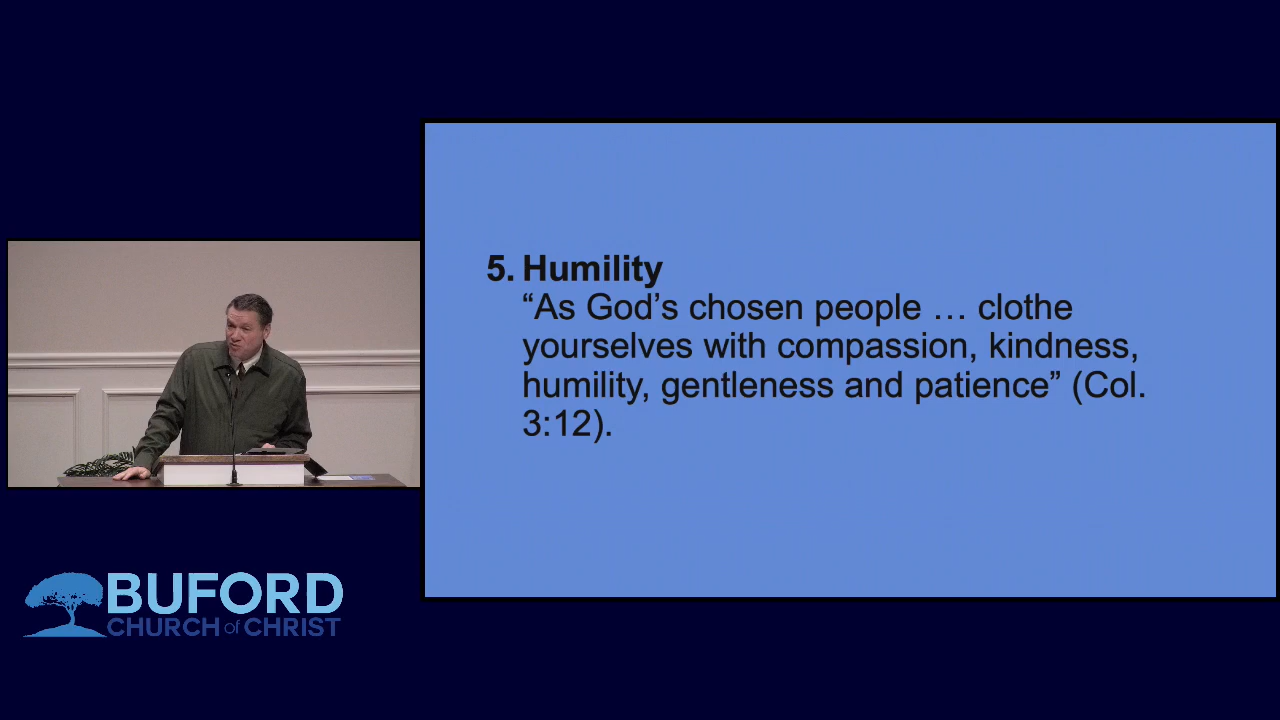 5. Humility
“As God’s chosen people … clothe
yourselves with compassion, kindness,
humility, gentleness and patience” (Col.
3:12).
BUFORD
CHURCH of CHRIST